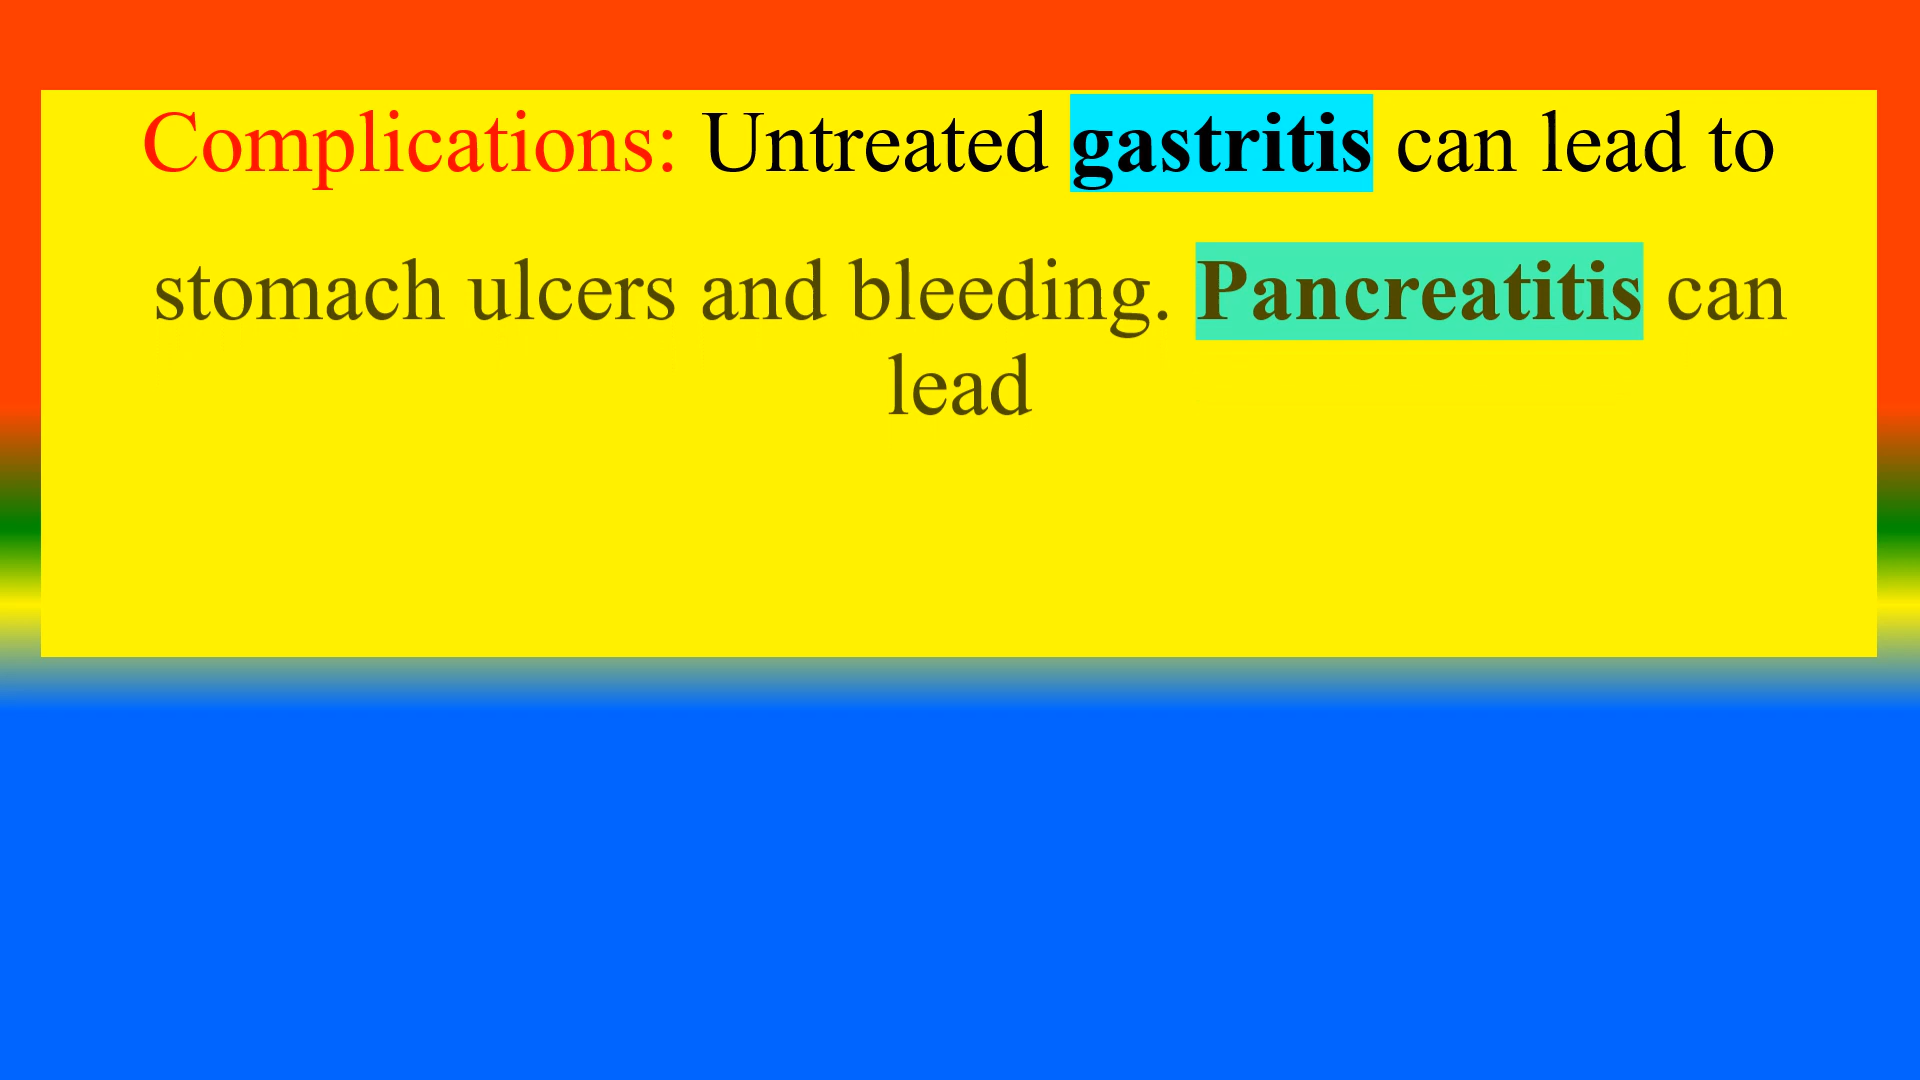 Complications: Untreated gastritis can lead to
stomach ulcers and bleeding. Pancreatitis can
lead